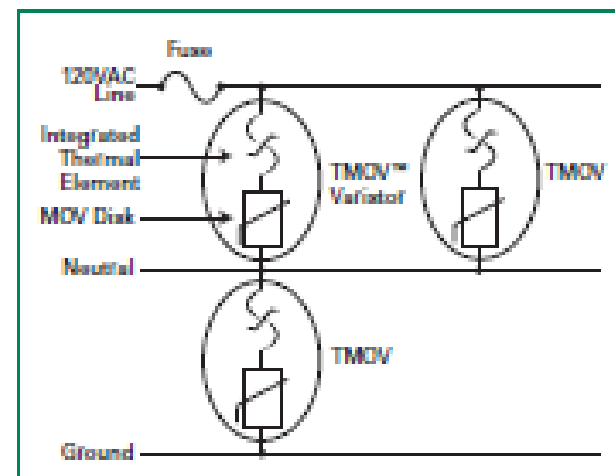 Fuse
120VAC
Line
Integrated
Thermal
Element
MOV Disk
TMOV™
Varistor
TMOV
Neutral
TMOV
Ground